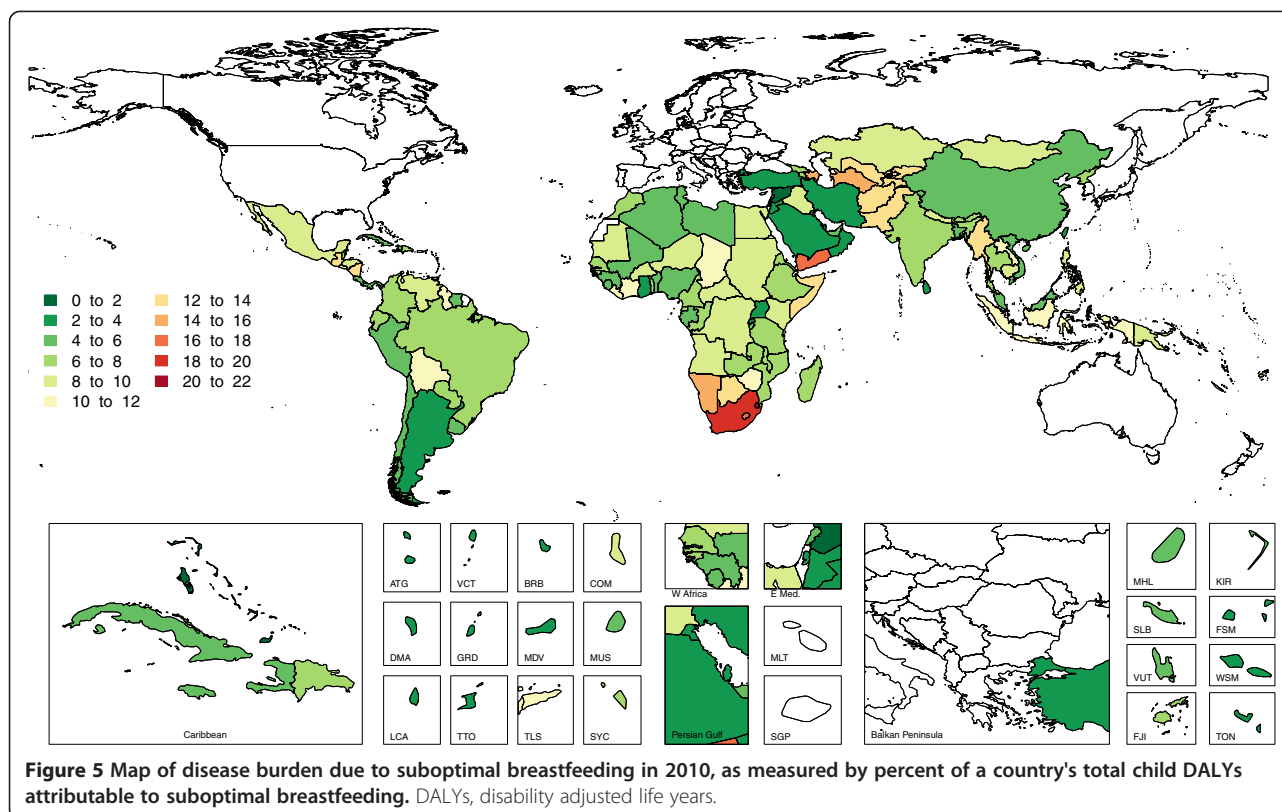 0 to 2
2 to 4
4 to 6
6 to 8
8 to 10
10 to 12
12 to 14
14 to 16
16 to 18
18 to 20
20 to 22
Caribbean
ATG
VCT
BRB
COM
DMA
GRD
MDV
MUS
LCA
TTO
TLS
SYC
W Africa
E Med.
Persian Gulf
MLT
SGP
Balkan Peninsula
MHL
KIR
SLB
FSM
VUT
WSM
FJI
TON
Figure 5 Map of disease burden due to suboptimal breastfeeding in 2010, as measured by percent of a country's total child DALYs
attributable to suboptimal breastfeeding. DALYs, disability adjusted life years.